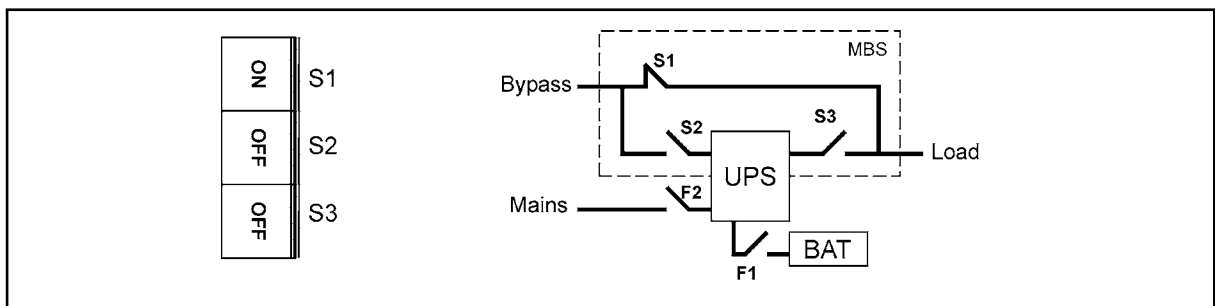 ON S1
OFF S2
OFF S3
MBS
S1
Bypass
S2
S3
Load
UPS
Mains
F2
BAT
F1